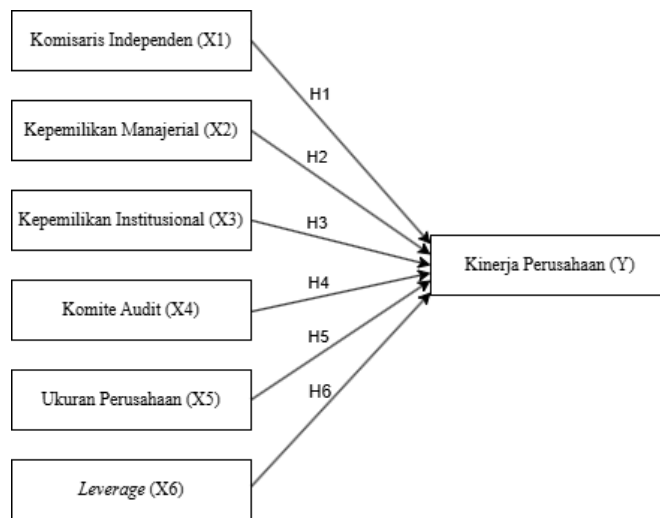 Komisaris Independen (X1)
H1
Kepemilikan Manajerial (X2)
H2
Kepemilikan Institusional (X3)
H3
Kinerja Perusahaan (Y)
H4
Komite Audit (X4)
H5
Ukuran Perusahaan (X5)
H6
Leverage (X6)